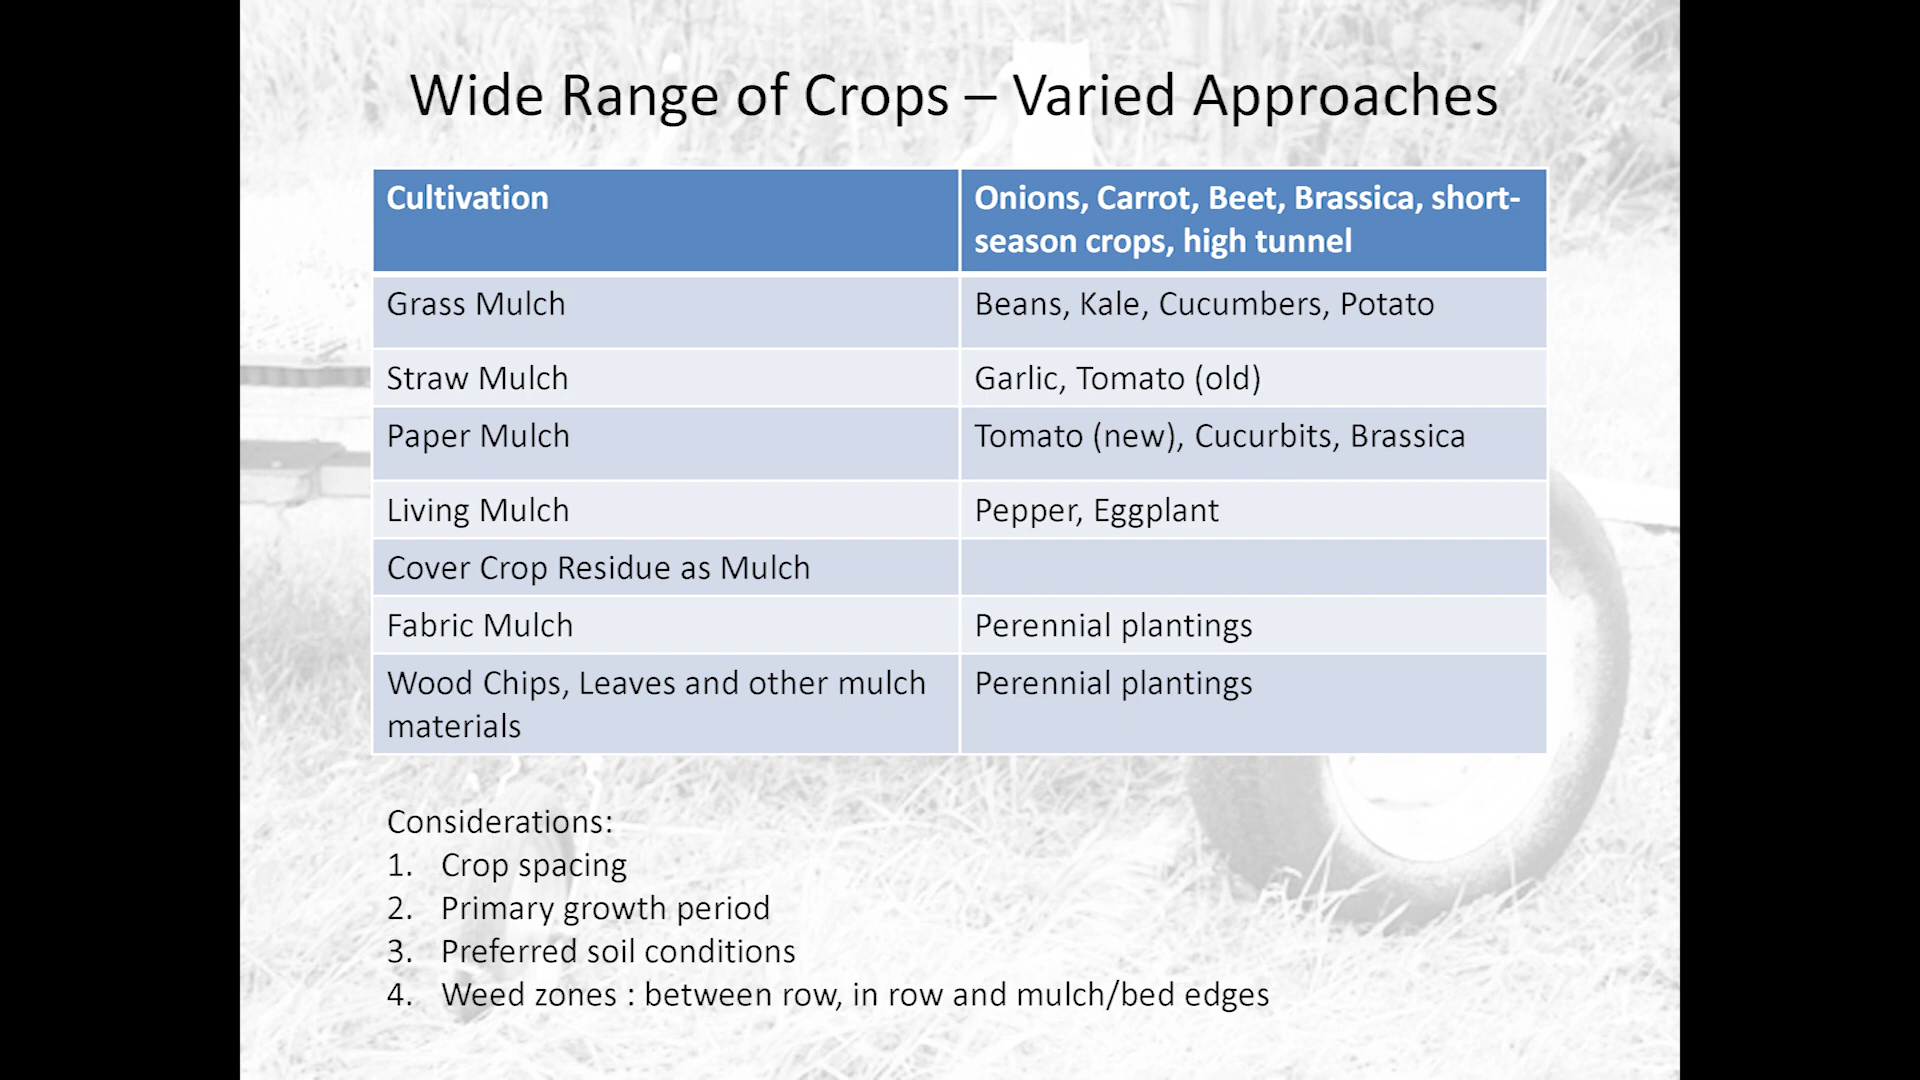 Wide Range of Crops – Varied Approaches
Cultivation
Onions, Carrot, Beet, Brassica, short-
season crops, high tunnel
Grass Mulch
Beans, Kale, Cucumbers, Potato
Straw Mulch
Garlic, Tomato (old)
Paper Mulch
Tomato (new), Cucurbits, Brassica
Living Mulch
Pepper, Eggplant
Cover Crop Residue as Mulch
Fabric Mulch
Perennial plantings
Wood Chips, Leaves and other mulch
materials
Perennial plantings
Considerations:
1. Crop spacing
2. Primary growth period
3. Preferred soil conditions
4. Weed zones : between row, in row and mulch/bed edges